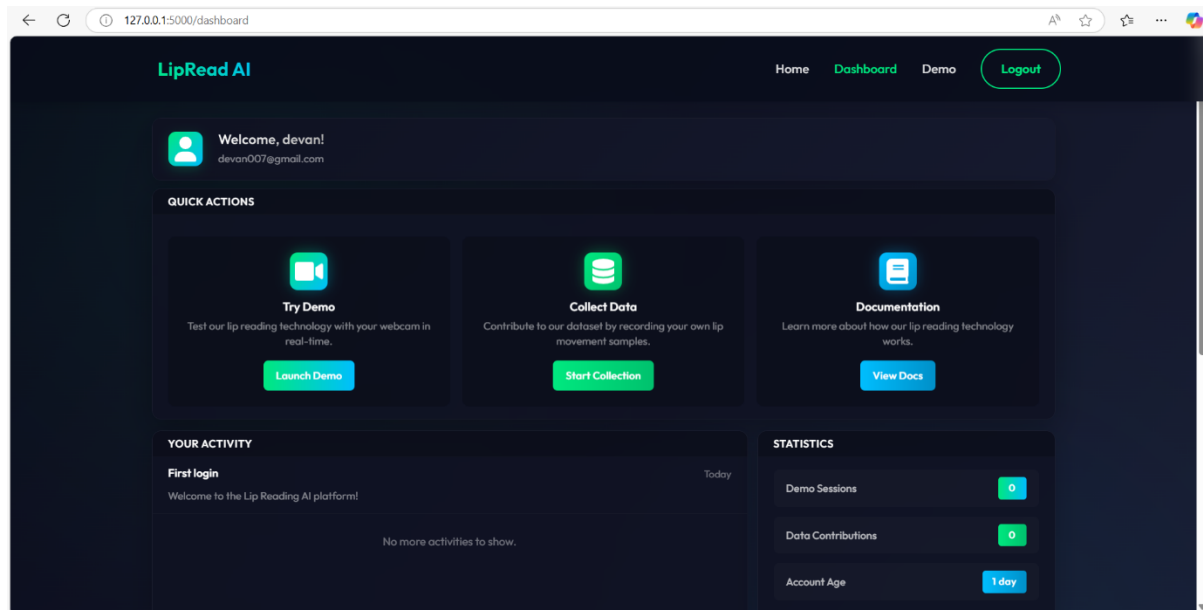 127.0.0.1:5000/dashboard
LipRead AI
Home Dashboard Demo Logout
Welcome, devan!
devan007@gmail.com
QUICK ACTIONS
Try Demo
Test our lip reading technology with your webcam in
real-time.
Launch Demo
Collect Data
Contribute to our dataset by recording your own lip
movement samples.
Start Collection
Documentation
Learn more about how our lip reading technology
works.
View Docs
YOUR ACTIVITY
First login Today
Welcome to the Lip Reading AI platform!
No more activities to show.
STATISTICS
Demo Sessions 0
Data Contributions 0
Account Age 1 day